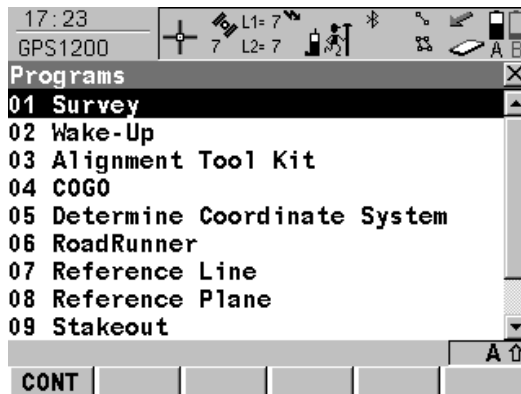 17:23
GPS1200
7
L1= 7
L2= 7
A B
Programs
01 Survey
02 Wake-Up
03 Alignment Tool Kit
04 COGO
05 Determine Coordinate System
06 RoadRunner
07 Reference Line
08 Reference Plane
09 Stakeout
A
CONT